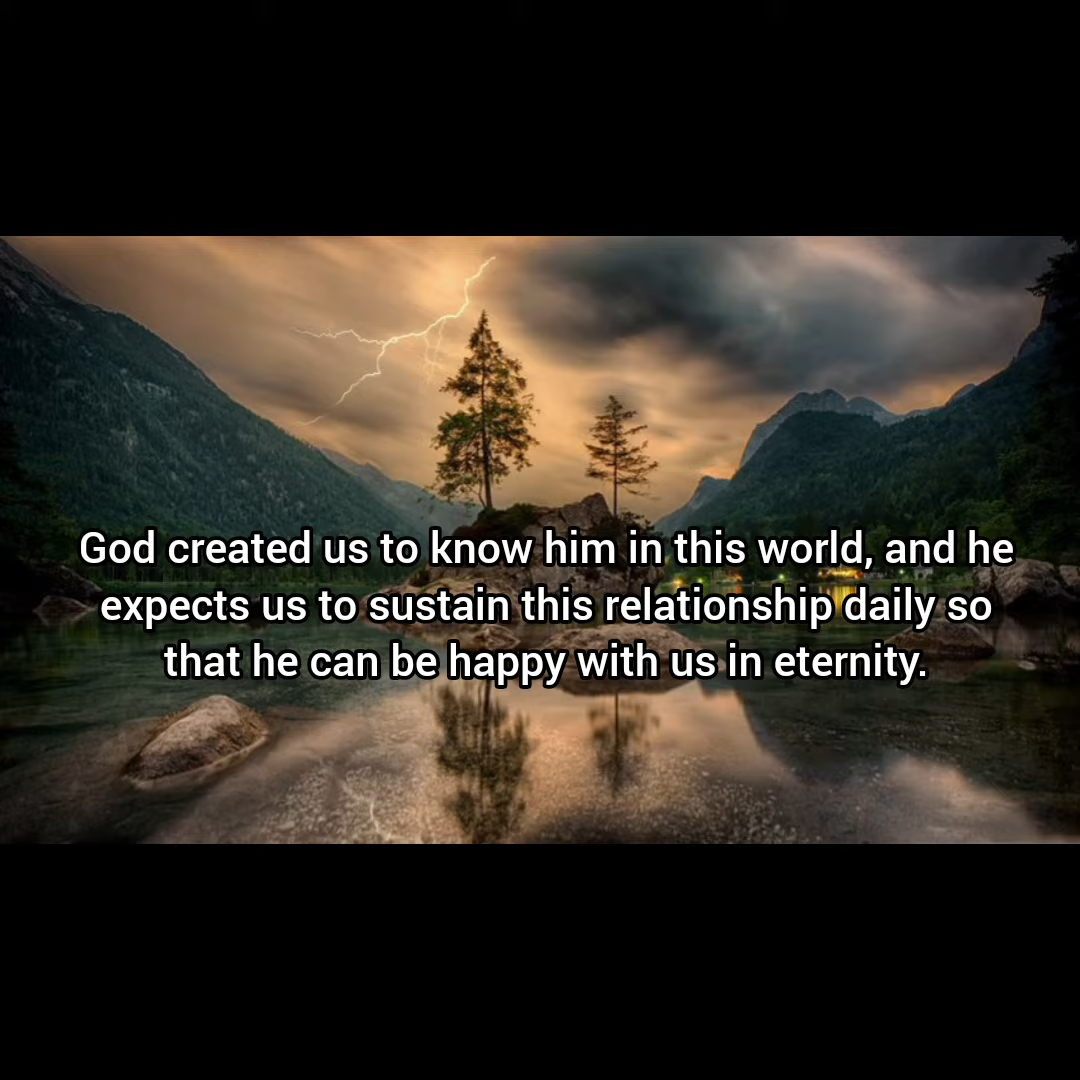 God created us to know him in this world, and he
expects us to sustain this relationship daily so
that he can be happy with us in eternity.